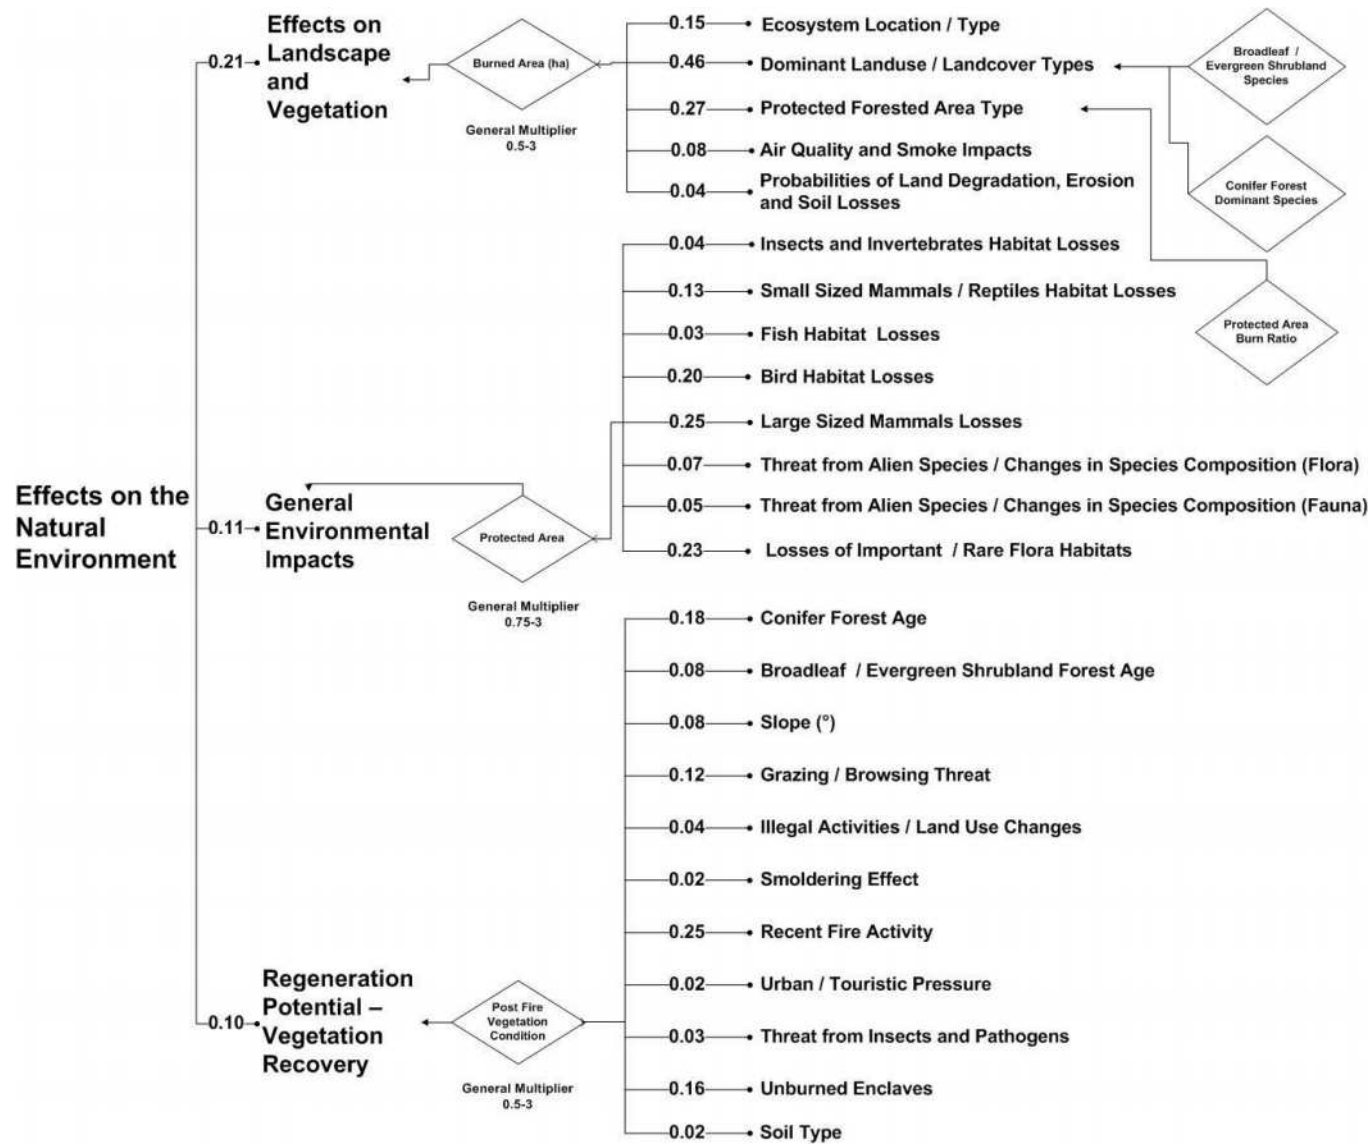 Effects on the
Natural
Environment
0.21
Effects on
Landscape
and
Vegetation
Burned Area (ha)
General Multiplier
0.5-3
0.15
Ecosystem Location / Type
0.46
Dominant Landuse / Landcover Types
0.27
Protected Forested Area Type
0.08
Air Quality and Smoke Impacts
0.04
Probabilities of Land Degradation, Erosion
and Soil Losses
Broadleaf /
Evergreen Shrubland
Species
Conifer Forest
Dominant Species
Protected Area
Burn Ratio
0.11
General
Environmental
Impacts
Protected Area
General Multiplier
0.75-3
0.04
Insects and Invertebrates Habitat Losses
0.13
Small Sized Mammals / Reptiles Habitat Losses
0.03
Fish Habitat Losses
0.20
Bird Habitat Losses
0.25
Large Sized Mammals Losses
0.07
Threat from Alien Species / Changes in Species Composition (Flora)
0.05
Threat from Alien Species / Changes in Species Composition (Fauna)
0.23
Losses of Important / Rare Flora Habitats
0.10
Regeneration
Potential –
Vegetation
Recovery
Post Fire
Vegetation
Condition
General Multiplier
0.5-3
0.18
Conifer Forest Age
0.08
Broadleaf / Evergreen Shrubland Forest Age
0.08
Slope (°)
0.12
Grazing / Browsing Threat
0.04
Illegal Activities / Land Use Changes
0.02
Smoldering Effect
0.25
Recent Fire Activity
0.02
Urban / Touristic Pressure
0.03
Threat from Insects and Pathogens
0.16
Unburned Enclaves
0.02
Soil Type